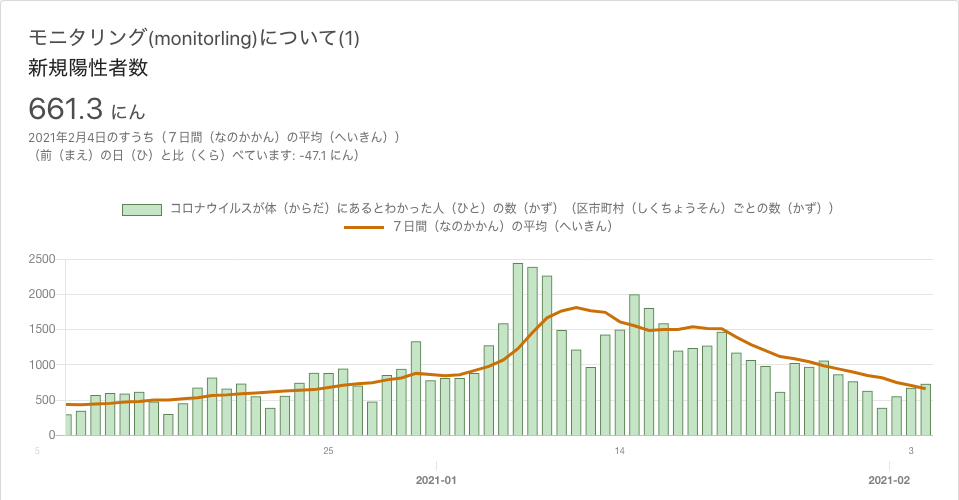 モニタリング(monitorling)について(1)
新規陽性者数
661.3 にん
2021年2月4日のすうち（７日間（なのかかん）の平均（へいきん））
（前（まえ）の日（ひ）と比（くら）べています: -47.1 にん）
コロナウイルスが体（からだ）にあるとわかった人（ひと）の数（かず）（区市町村（しくちょうそん）ごとの数（かず））
７日間（なのかかん）の平均（へいきん）
2500
2000
1500
1000
500
0
5 25 14 3
2021-01 2021-02